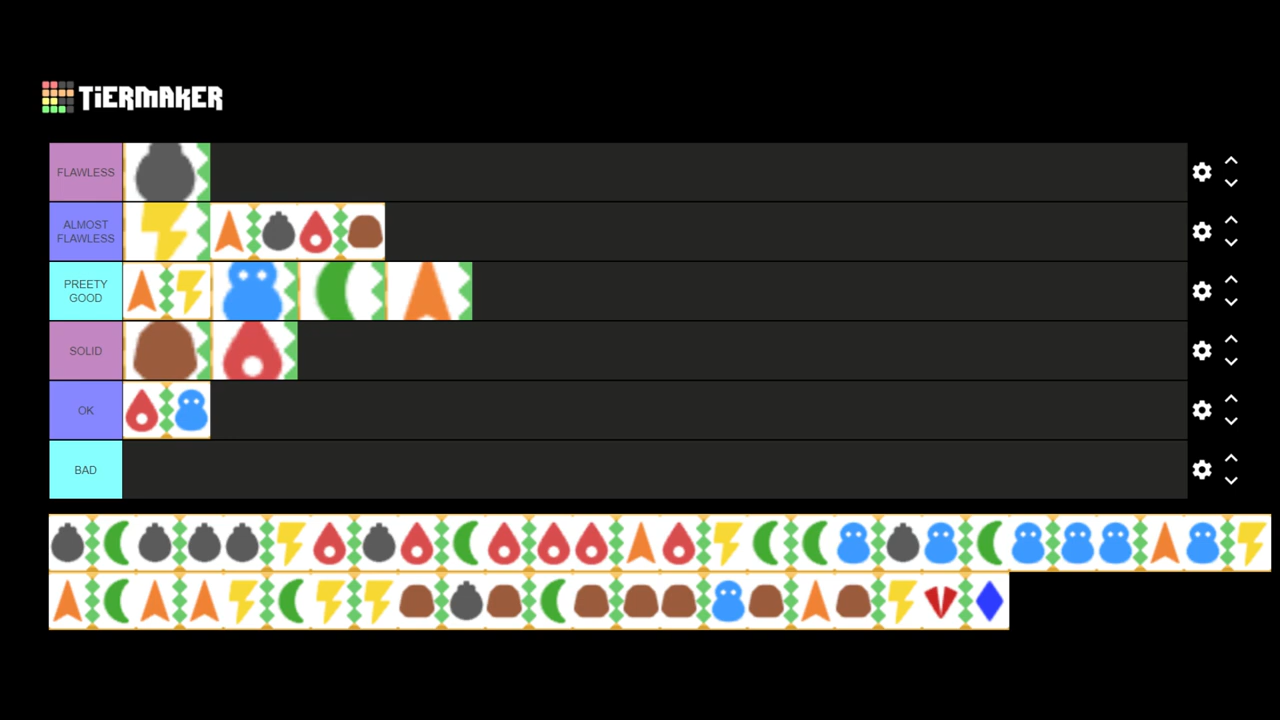 TiERMAKER
FLAWLESS
ALMOST
FLAWLESS
PREETY
GOOD
SOLID
OK
BAD